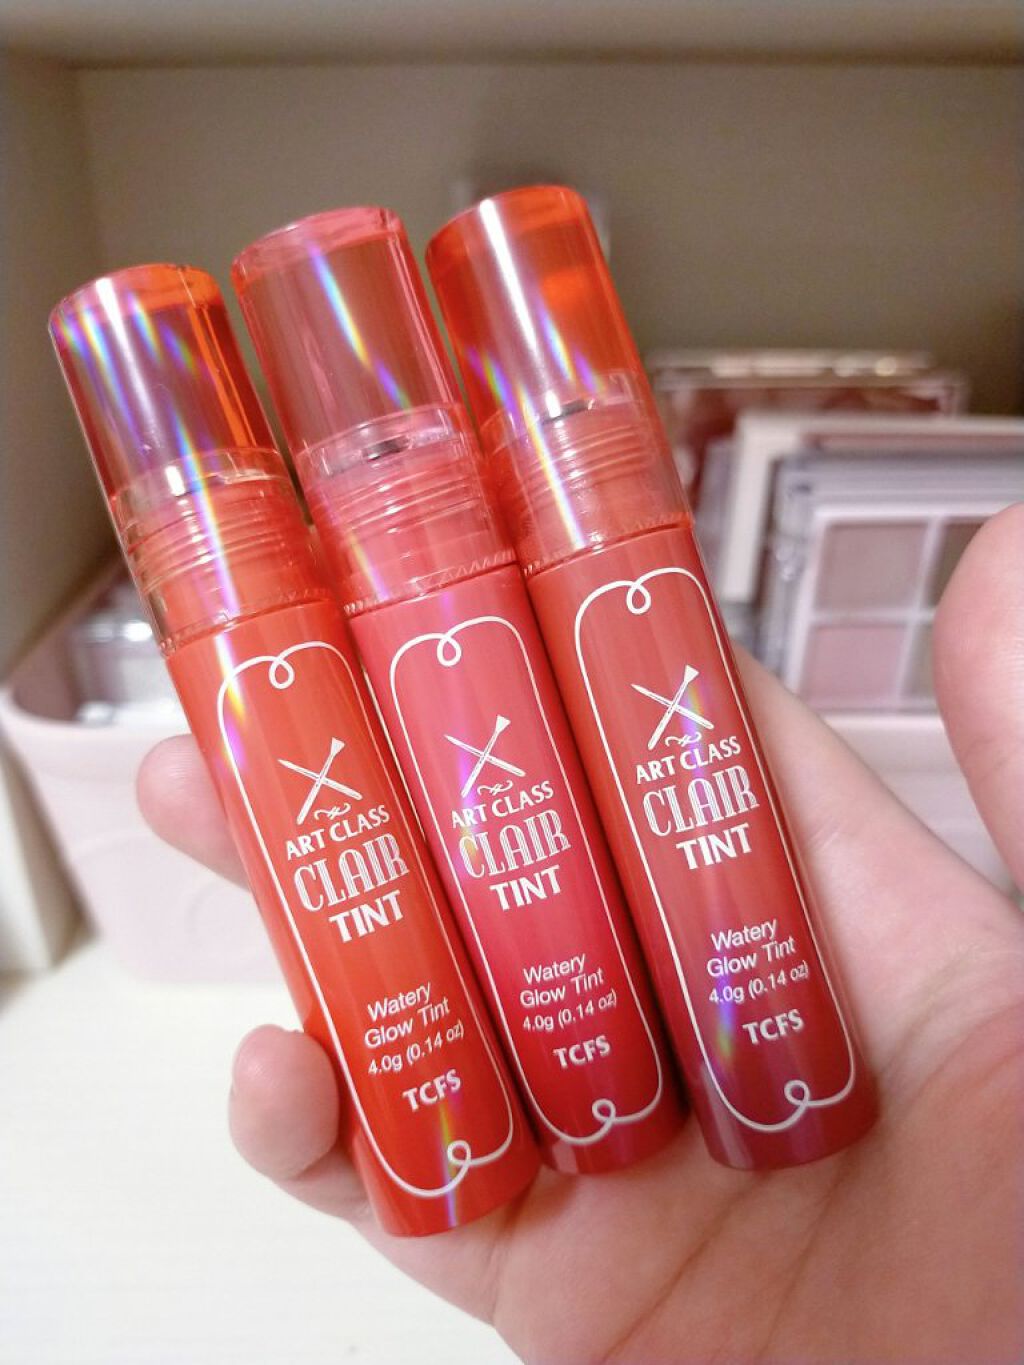 ART CLASS
CLAIR
TINT
Watery
Glow Tint
4.0g (0.14 oz)
TCFS
ART CLASS
CLAIR
TINT
Watery
Glow Tint
4.0g (0.14 oz)
TCFS
ART CLASS
CLAIR
TINT
Watery
Glow Tint
4.0g (0.14 oz)
TCFS